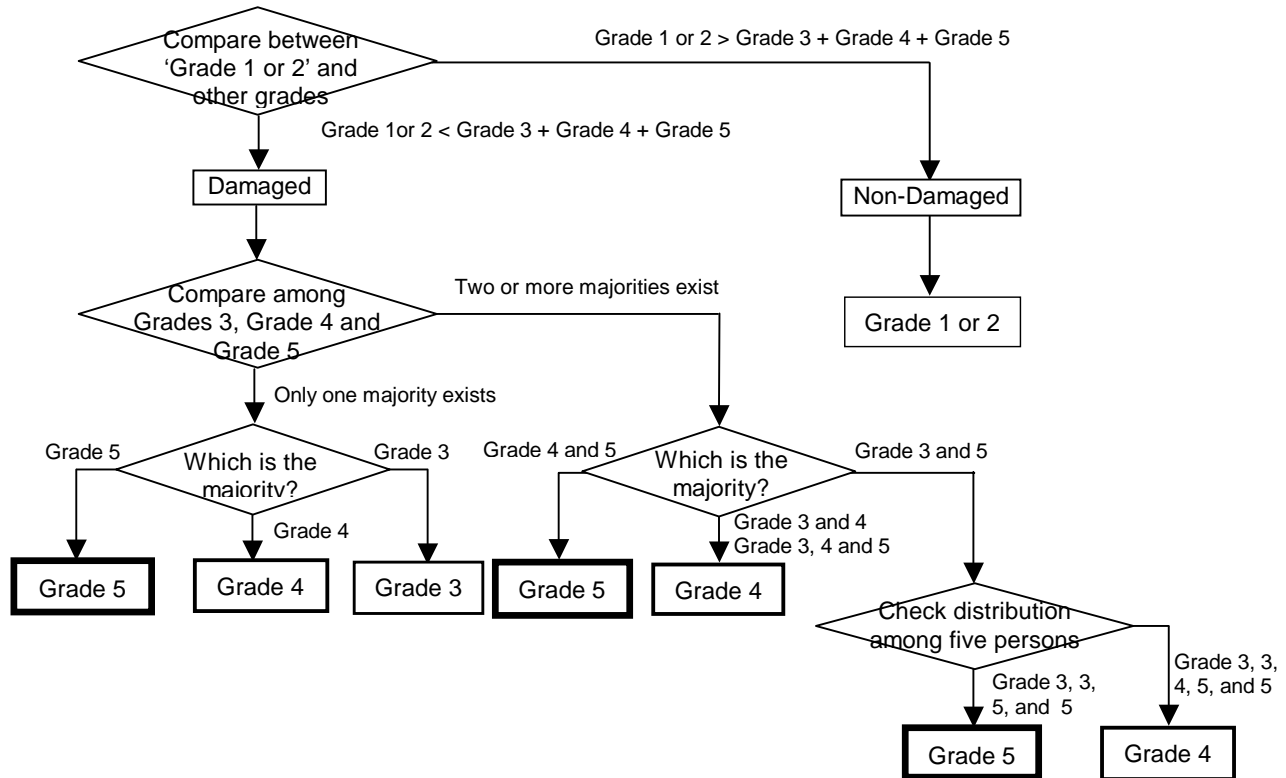 Compare between
'Grade 1 or 2' and
other grades
Grade 1 or 2 > Grade 3 + Grade 4 + Grade 5
Grade 1or 2 < Grade 3 + Grade 4 + Grade 5
Damaged
Non-Damaged
Compare among
Grades 3, Grade 4 and
Grade 5
Two or more majorities exist
Grade 1 or 2
Only one majority exists
Grade 5
Which is the
majority?
Grade 3
Grade 4
Grade 4 and 5
Which is the
majority?
Grade 3 and 5
Grade 3 and 4
Grade 3, 4 and 5
Grade 5
Grade 4
Grade 3
Grade 5
Grade 4
Check distribution
among five persons
Grade 3, 3,
5, and 5
Grade 3, 3,
4, 5, and 5
Grade 5
Grade 4